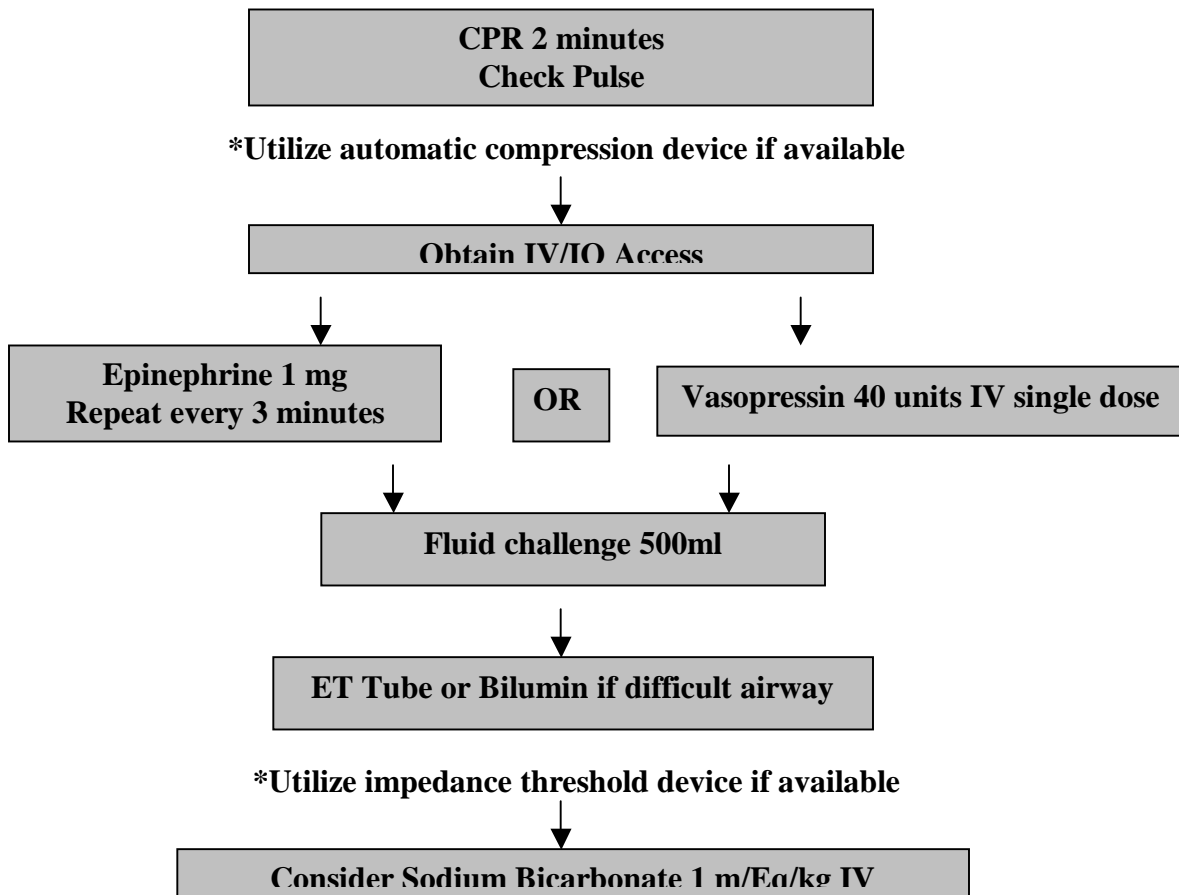 CPR 2 minutes
Check Pulse
*Utilize automatic compression device if available
Obtain IV/IO Access
Epinephrine 1 mg
Repeat every 3 minutes
OR
Vasopressin 40 units IV single dose
Fluid challenge 500ml
ET Tube or Bilumin if difficult airway
*Utilize impedance threshold device if available
Consider Sodium Bicarbonate 1 m/Eq/kg IV